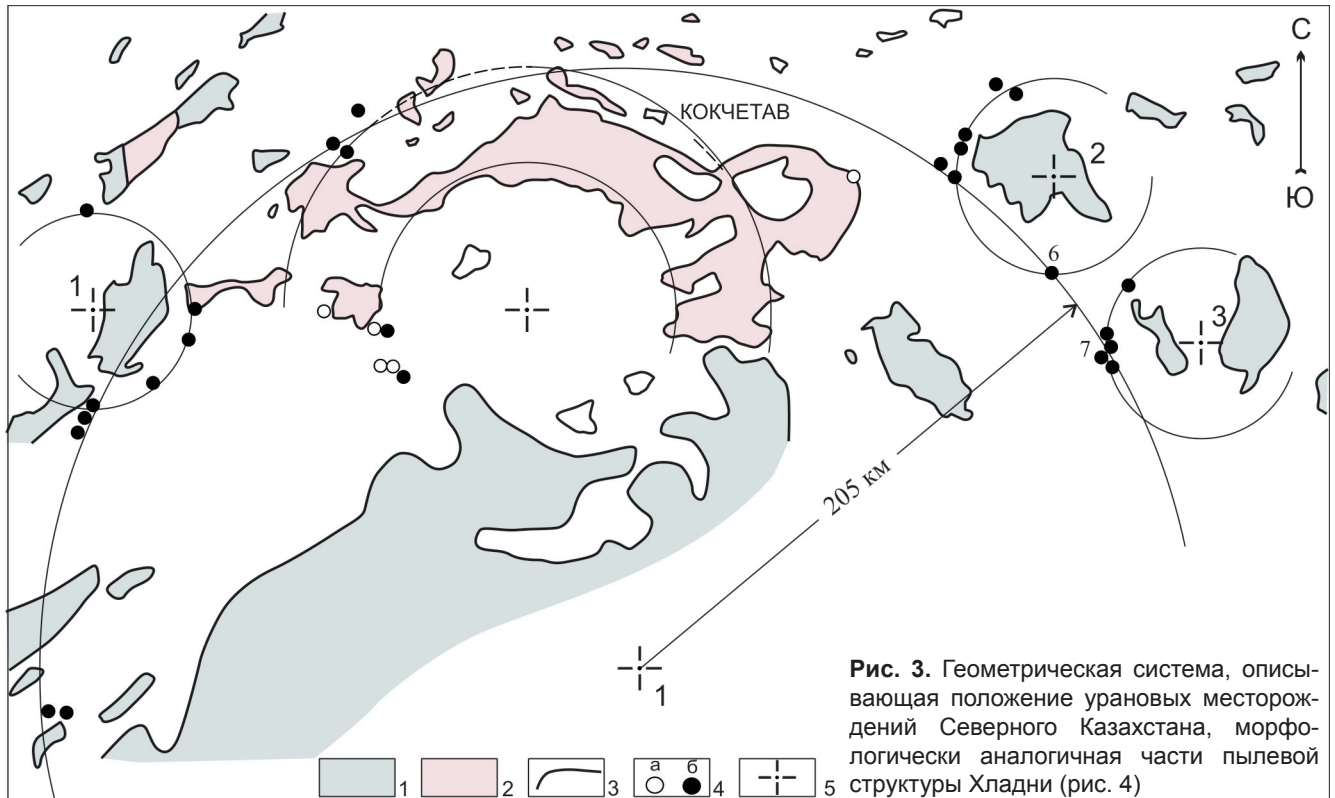 С
КОКЧЕТАВ
2
Ю
6
1
3
7
205 км
1
Рис. 3. Геометрическая система, описы-
вающая положение урановых месторож-
дений Северного Казахстана, морфо-
логически аналогичная части пылевой
структуры Хладни (рис. 4)
а б
1 2 3 4 5